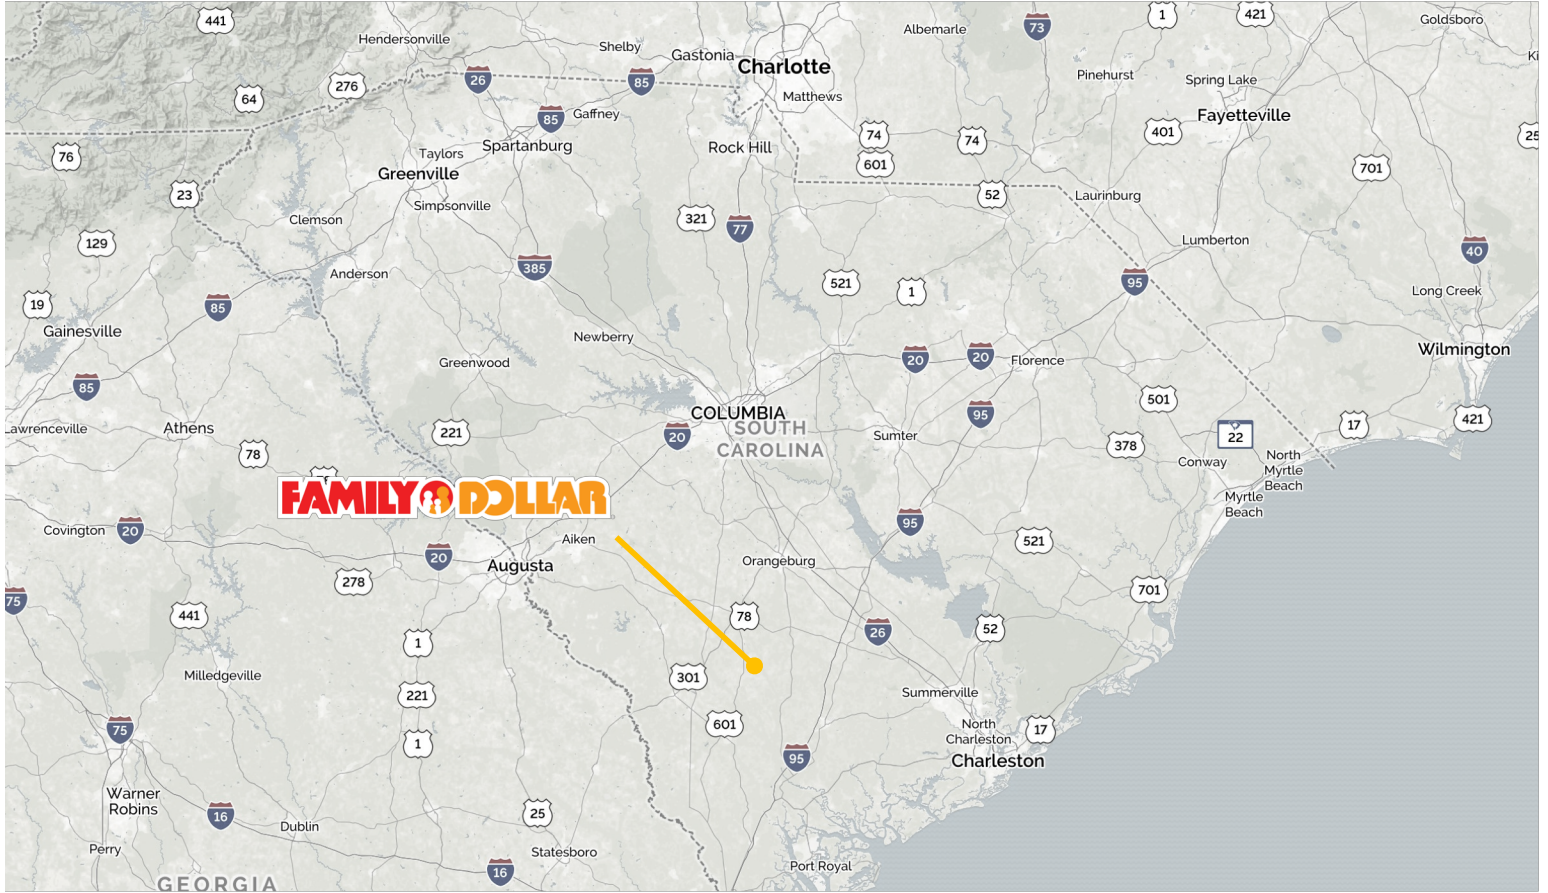 441
1
421
Goldsboro
73
Albemarle
Hendersonville
Shelby
Gastonia
Charlotte
Pinehurst
Spring Lake
26
85
276
64
Matthews
Gaffney
85
Fayetteville
401
74
74
76
Taylors
Spartanburg
Rock Hill
601
701
Greenville
23
52
Laurinburg
Simpsonville
Clemson
321
77
129
Lumberton
40
385
Anderson
521
1
95
Long Creek
19
85
Gainesville
Newberry
Wilmington
Greenwood
20
20
Florence
85
501
COLUMBIA
95
421
17
Lawrenceville
Athens
221
20
SOUTH
CAROLINA
Sumter
378
22
78
Conway
North
Myrtle
Beach
Myrtle
Beach
FAMILY DOLLAR
95
Covington
20
Aiken
521
20
Augusta
Orangeburg
278
701
75
441
78
26
52
1
Milledgeville
301
221
Summerville
75
601
North
Charleston
17
1
95
Charleston
Warner
Robins
16
25
Dublin
Perry
Statesboro
16
Port Royal
GEORGIA